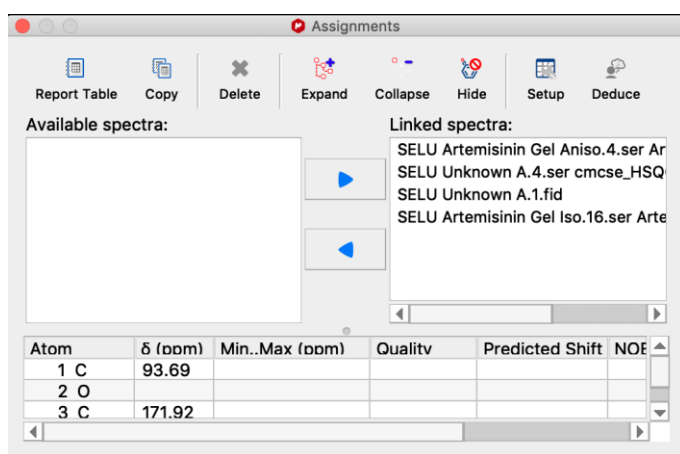 Assignments
Report Table Copy Delete Expand Collapse Hide Setup Deduce
Available spectra:
Linked spectra:
SELU Artemisinin Gel Aniso.4.ser Ar
SELU Unknown A.4.ser cmcse_HSQ
SELU Unknown A.1.fid
SELU Artemisinin Gel Iso.16.ser Arte
Atom δ (ppm) Min..Max (ppm) Quality Predicted Shift NOE
1 C 93.69
2 O
3 C 171.92